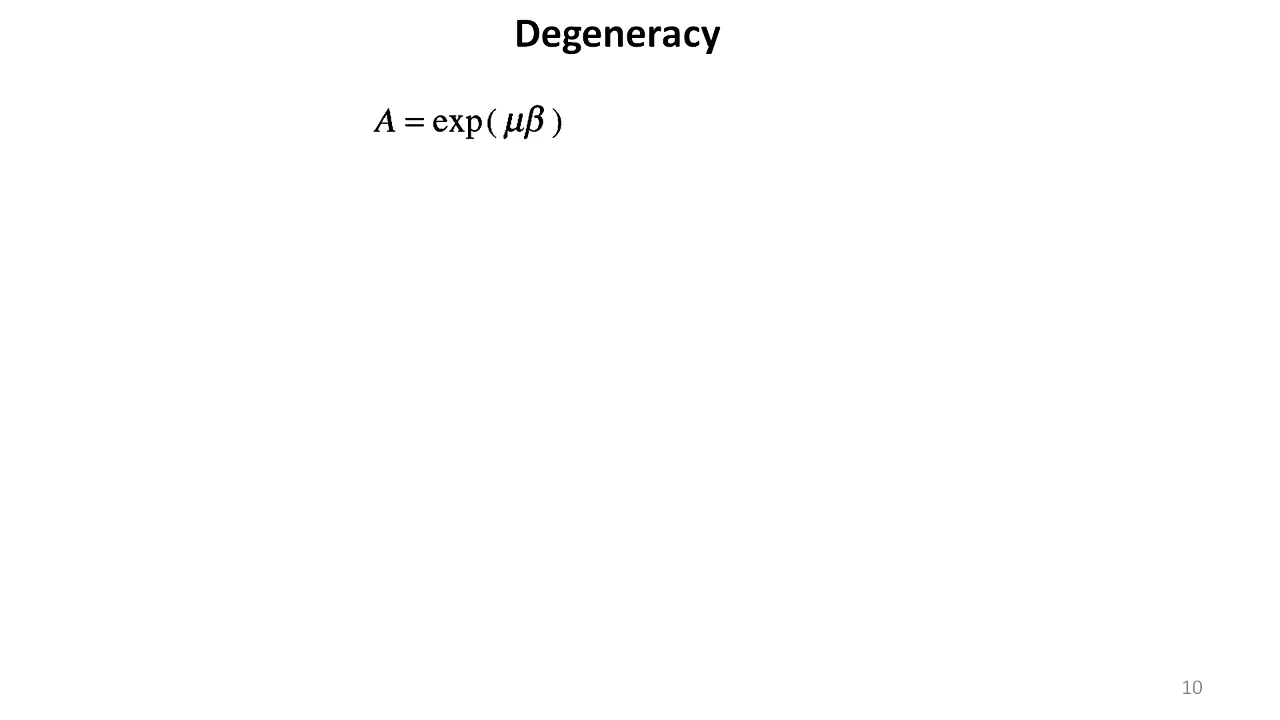 Degeneracy
A = exp( μβ )
10